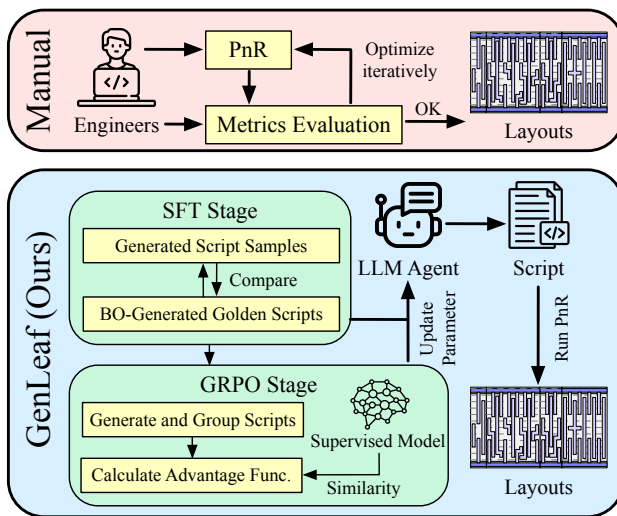 Manual
Engineers
PnR
Metrics Evaluation
Optimize
iteratively
OK
Layouts
GenLeaf (Ours)
SFT Stage
Generated Script Samples
Compare
BO-Generated Golden Scripts
GRPO Stage
Generate and Group Scripts
Calculate Advantage Func.
Supervised Model
Similarity
LLM Agent
Update
Parameter
Script
Run PnR
Layouts